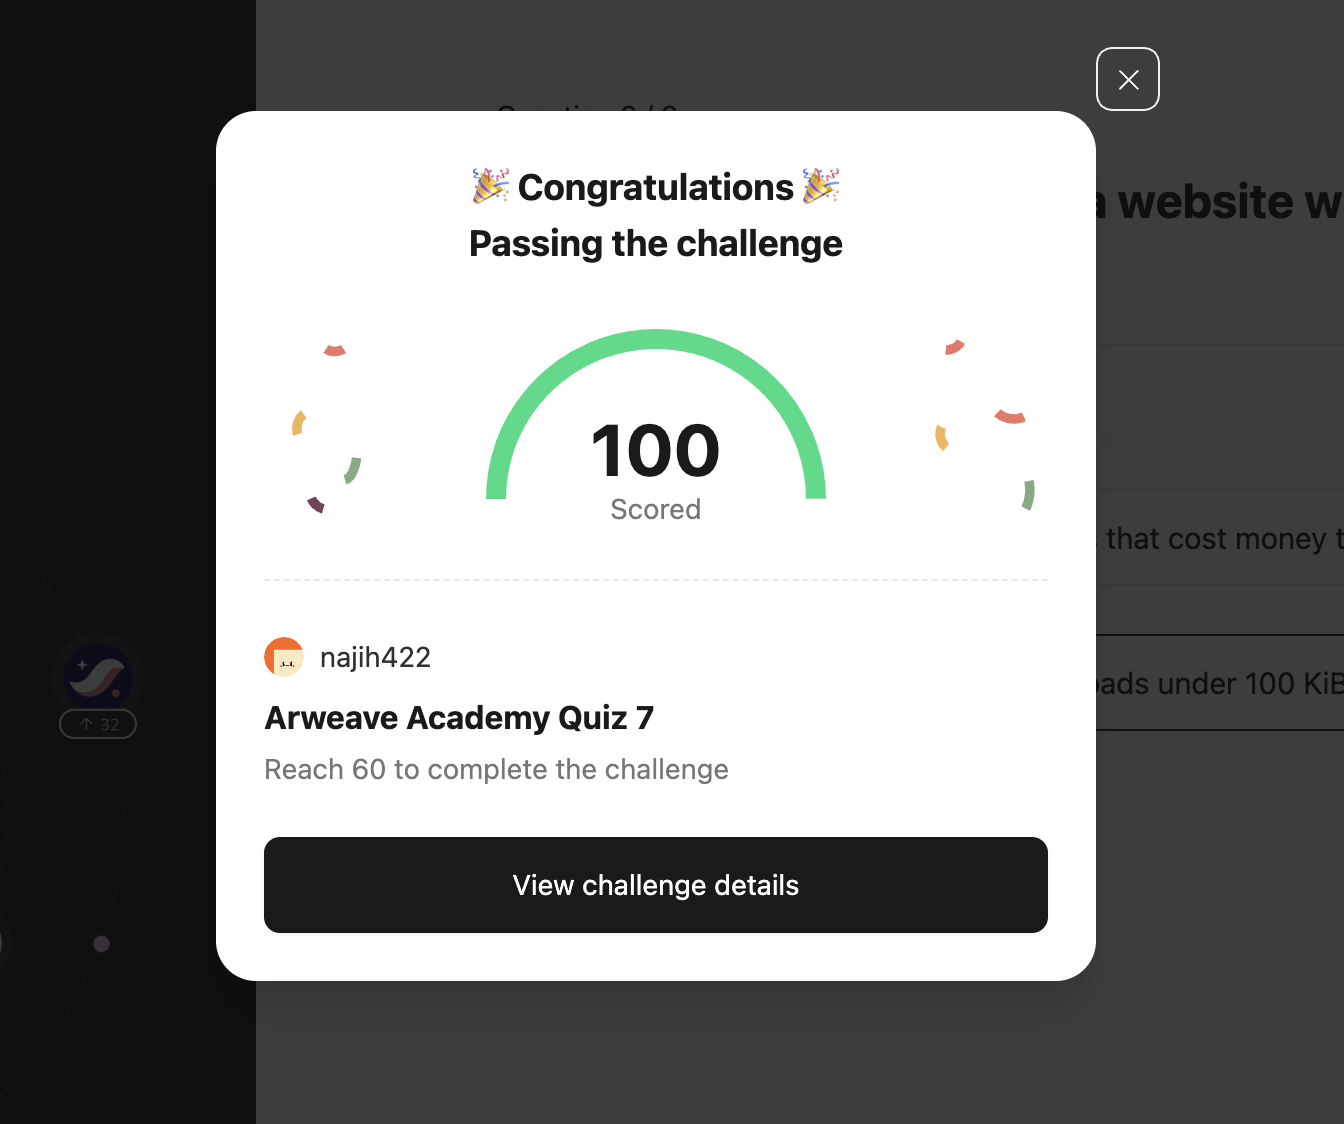 🎉 Congratulations 🎉
Passing the challenge
a website w
100
Scored
that cost money t
najih422
under 100 KiB
Arweave Academy Quiz 7
↑ 32
Reach 60 to complete the challenge
View challenge details